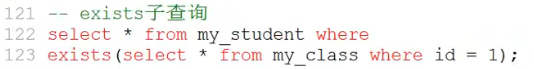 121 -- exists子查询
122 select * from my_student where
123 exists(select * from my_class where id = 1);